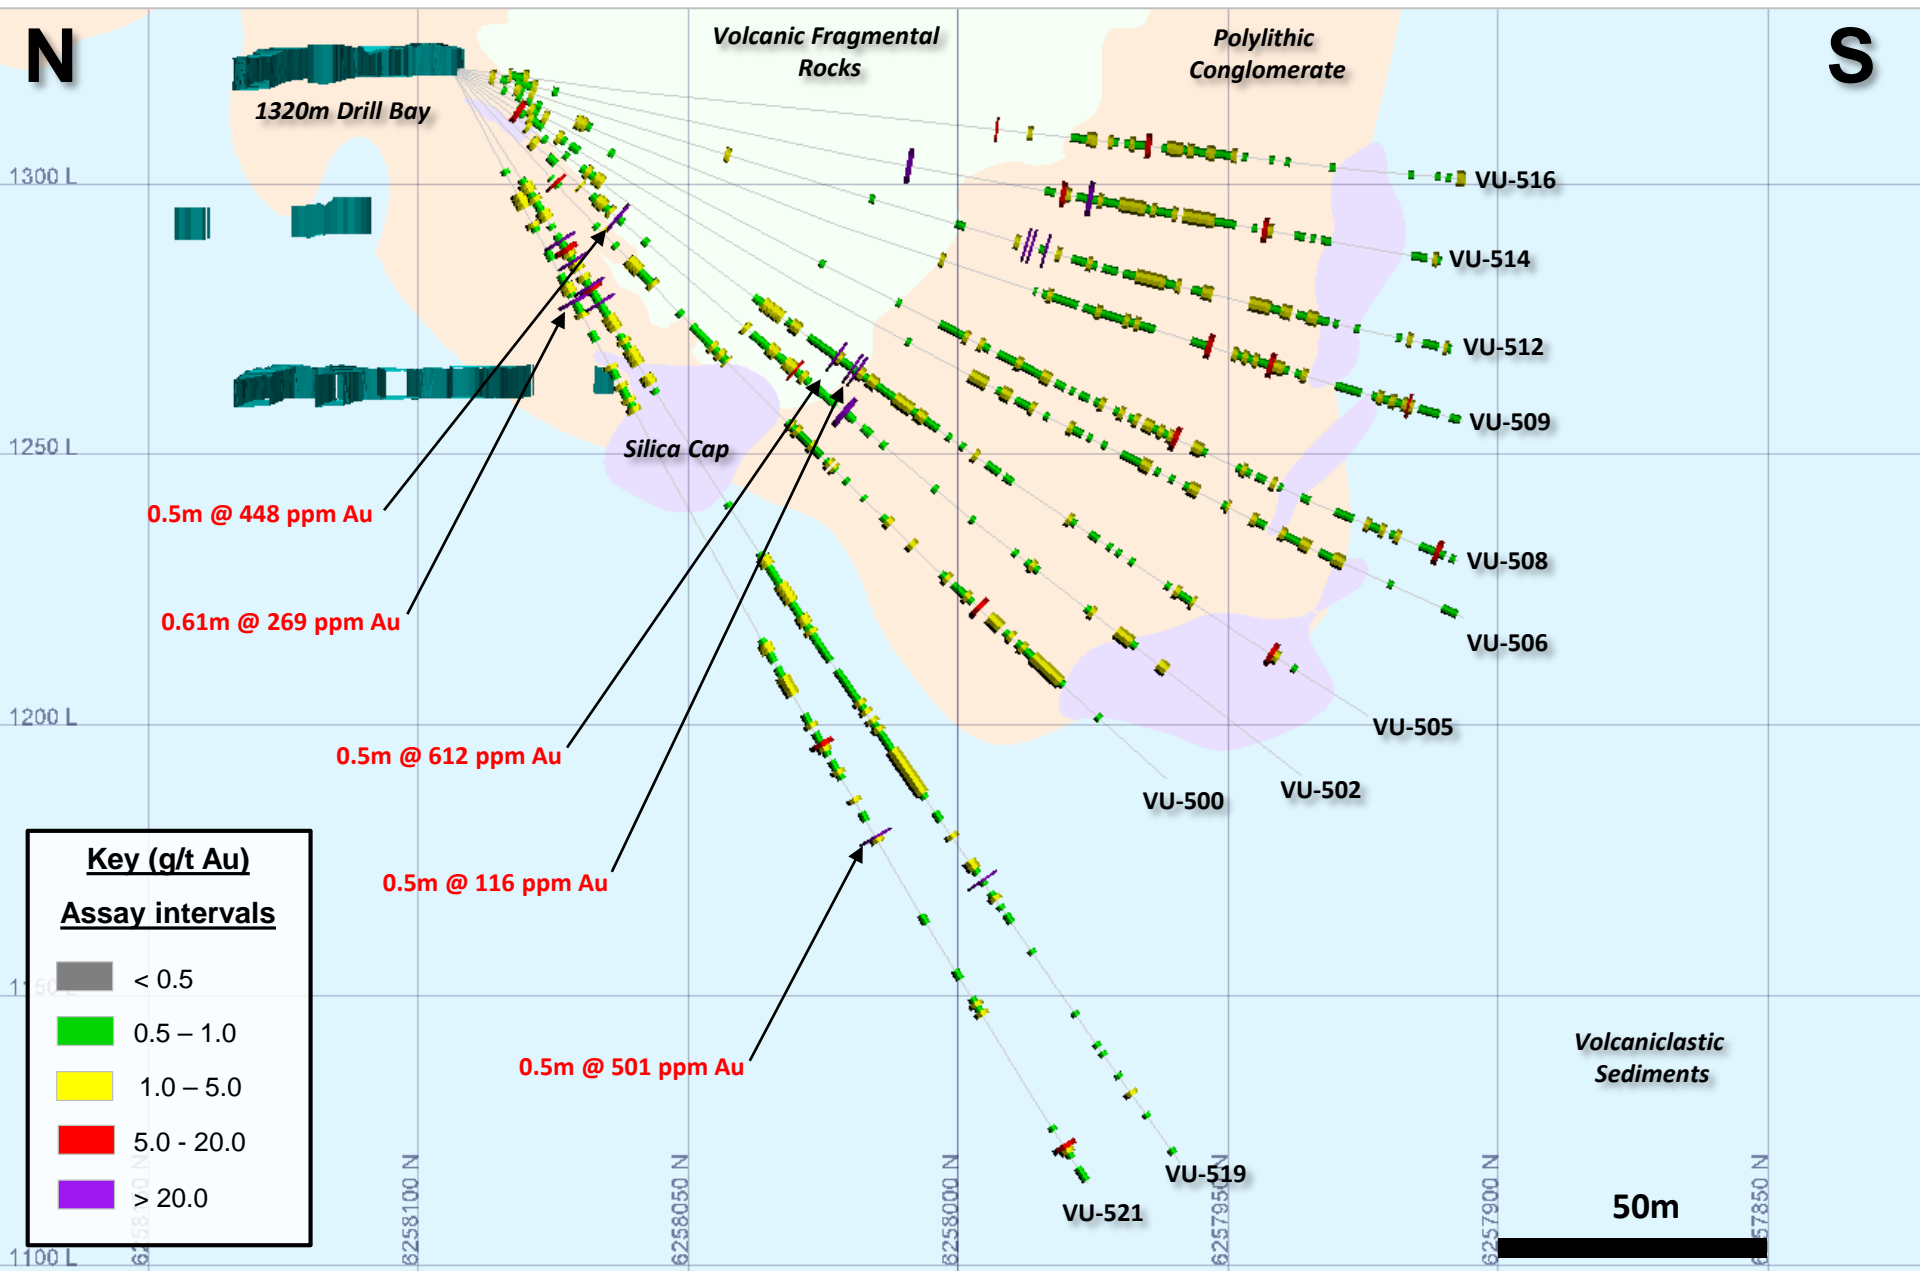 N
S
Volcanic Fragmental
Rocks
Polylithic
Conglomerate
1320m Drill Bay
1300 L
VU-516
VU-514
VU-512
VU-509
1250 L
Silica Cap
0.5m @ 448 ppm Au
VU-508
0.61m @ 269 ppm Au
VU-506
1200 L
VU-505
0.5m @ 612 ppm Au
VU-502
VU-500
0.5m @ 116 ppm Au
Key (g/t Au)
Assay intervals
< 0.5
0.5 – 1.0
1.0 – 5.0
5.0 - 20.0
> 20.0
1150 L
0.5m @ 501 ppm Au
Volcaniclastic
Sediments
VU-519
VU-521
50m
1100 L
6258100 N
6258050 N
6258000 N
6257950 N
6257900 N
6257850 N